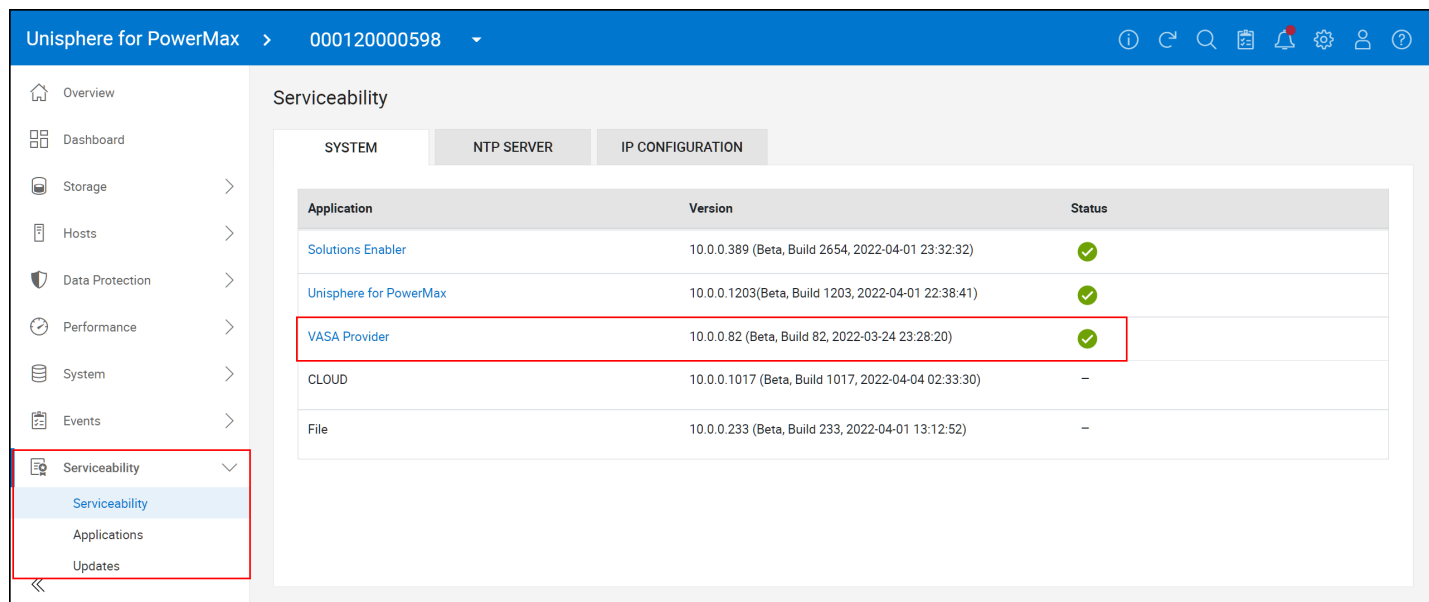 Unisphere for PowerMax > 000120000598
Overview
Dashboard
Storage
Hosts
Data Protection
Performance
System
Events
Serviceability
Serviceability
Applications
Updates
Serviceability
SYSTEM NTP SERVER IP CONFIGURATION
Application Version Status
Solutions Enabler 10.0.0.389 (Beta, Build 2654, 2022-04-01 23:32:32)
Unisphere for PowerMax 10.0.0.1203(Beta, Build 1203, 2022-04-01 22:38:41)
VASA Provider 10.0.0.82 (Beta, Build 82, 2022-03-24 23:28:20)
CLOUD 10.0.0.1017 (Beta, Build 1017, 2022-04-04 02:33:30) –
File 10.0.0.233 (Beta, Build 233, 2022-04-01 13:12:52) –